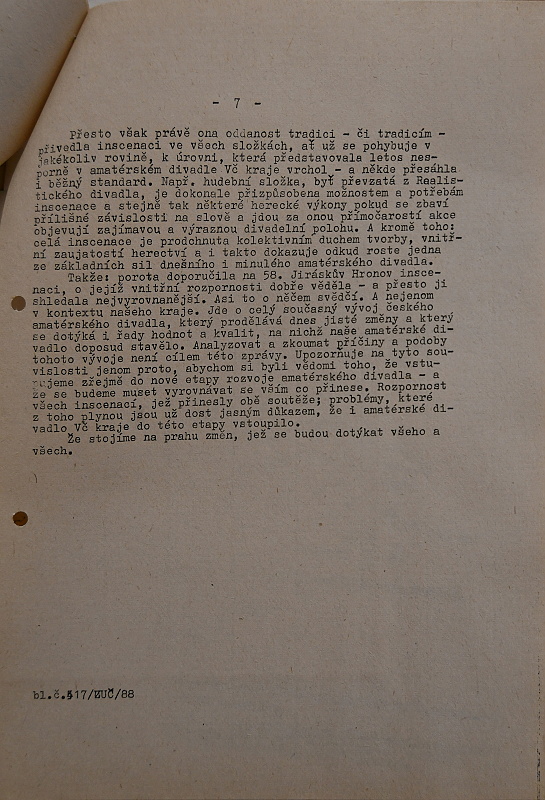 - 7 -
Přesto však právě ona oddanost tradici - či tradicím -
přivedla inscenaci ve všech složkách, ať už se pohybuje v
jakékoliv rovině, k úrovni, která představovala letos nes-
porně v amatérském divadle Vč kraje vrchol - a někde přesáhla
i běžný standard. Např. hudební složka, byť převzatá z Realis-
tického divadla, je dokonale přizpůsobena možnostem a potřebám
inscenace a stejně tak některé herecké výkony pokud se zbaví
přílišné závislosti na slově a jdou za onou přímočarostí akce
objevují zajímavou a výraznou divadelní polohu. A kromě toho:
celá inscenace je prodchnuta kolektivním duchem tvorby, vnitř-
ní zaujatostí herectví a i takto dokazuje odkud roste jedna
ze základních sil dnešního i minulého amatérského divadla.
Takže: porota doporučila na 58. Jiráskův Hronov insce-
naci, o jejíž vnitřní rozpornosti dobře věděla - a přesto ji
shledala nejvyrovnanější. Asi to o něčem svědčí. A nejenom
v kontextu našeho kraje. Jde o celý současný vývoj českého
amatérského divadla, který prodělává dnes jisté změny a který
se dotýká i řady hodnot a kvalit, na nichž naše amatérské di-
vadlo doposud stavělo. Analyzovat a zkoumat příčiny a podoby
tohoto vývoje není cílem této zprávy. Upozorňuje na tyto sou-
vislosti jenom proto, abychom si byli vědomi toho, že vstu-
pujeme zřejmě do nové etapy rozvoje amatérského divadla - a
že se budeme muset vyrovnávat se vším co přinese. Rozpornost
všech inscenací, jež přinesly obě soutěže; problémy, které
z toho plynou jsou už dost jasným důkazem, že i amatérské di-
vadlo Vč kraje do této etapy vstoupilo.
Že stojíme na prahu změn, jež se budou dotýkat všeho a
všech.
bl.č.517/ZUČ/88